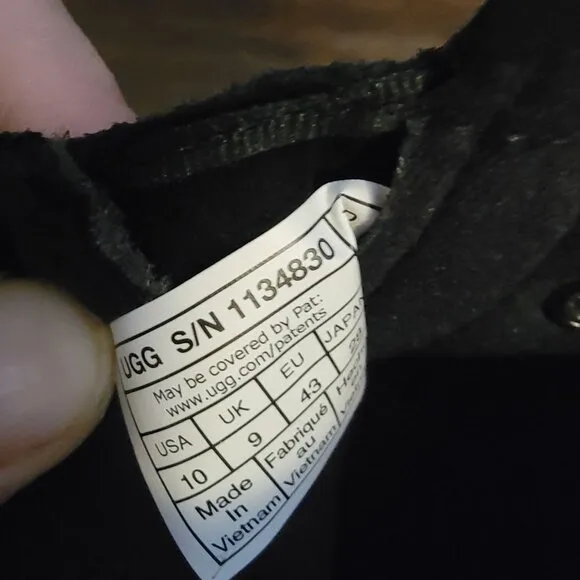 UGG S/N 1134830 J
May be covered by Pat:
www.ugg.com/patents
USA UK EU JAPAN
10 9 43 28
Made In Vietnam
Fabriqué au Vietnam